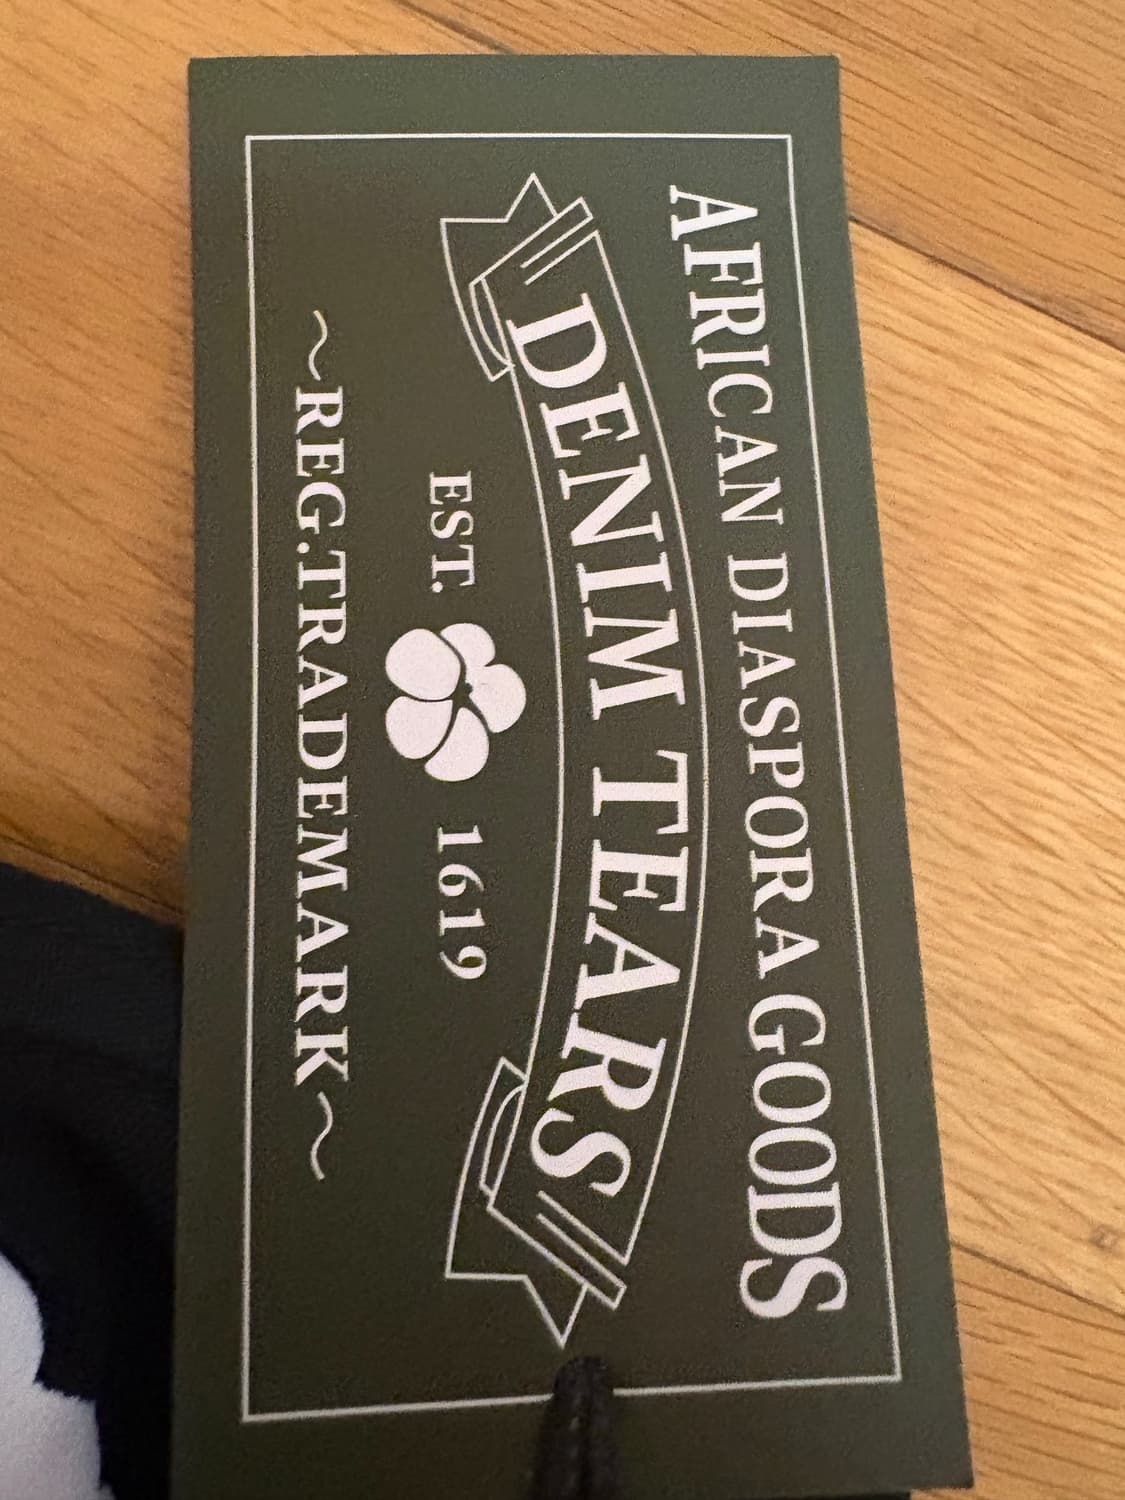 AFRICAN DIASPORA GOODS
DENIM TEARS
EST. 1619
~REG.TRADEMARK~